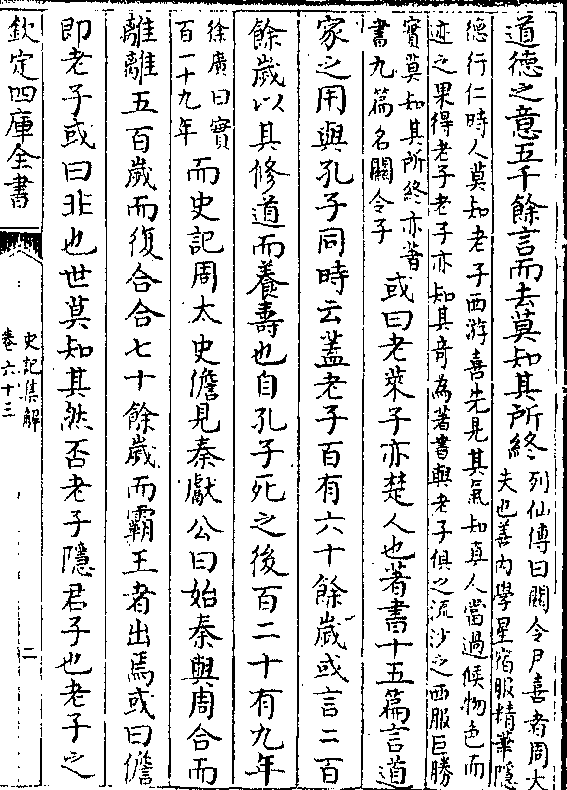 道德之意五千餘言而去莫知其所終列仙傳曰關令尹喜者周大
夫也善內學星宿服精華隱
德行仁時人莫知老子西游喜先見其氣知真人當過候物色而
迹之果得老子老子亦知其奇為著書與老子俱之流沙之西服巨勝
實莫知其所終亦著
書九篇名關令子或曰老萊子亦楚人也著書十五篇言道
家之用與孔子同時云蓋老子百有六十餘歲或言二百
餘歲以其修道而養壽也自孔子死之後百二十有九年
徐廣曰實
百一十九年而史記周太史儋見秦獻公曰始秦與周合而
離離五百歲而復合合七十餘歲而霸王者出焉或曰儋
即老子或曰非也世莫知其然否老子隱君子也老子之
欽定四庫全書
史記集解
卷六十三
二